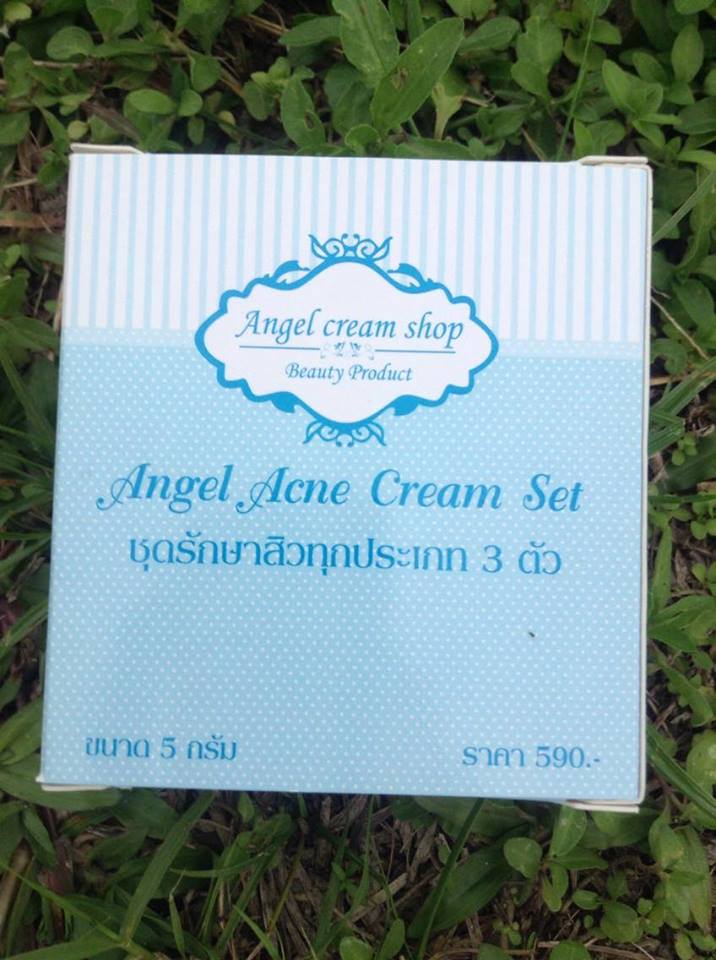 Angel cream shop
Beauty Product
Angel Acne Cream Set
ชุดรักษาสิวทุกประเภท 3 ตัว
ขนาด 5 กรัม
ราคา 590.-